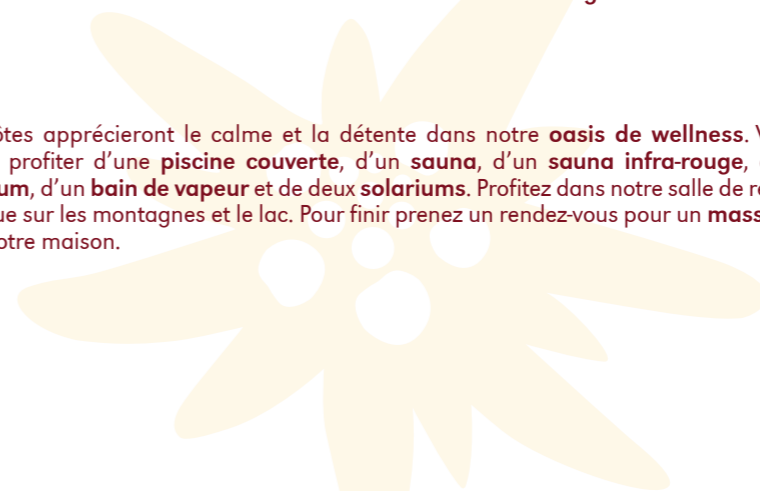 ôtes apprécieront le calme et la détente dans notre oasis de wellness.
profiter d'une piscine couverte, d'un sauna, d'un sauna infra-rouge,
um, d'un bain de vapeur et de deux solariums. Profitez dans notre salle de
ue sur les montagnes et le lac. Pour finir prenez un rendez-vous pour un mass
otre maison.